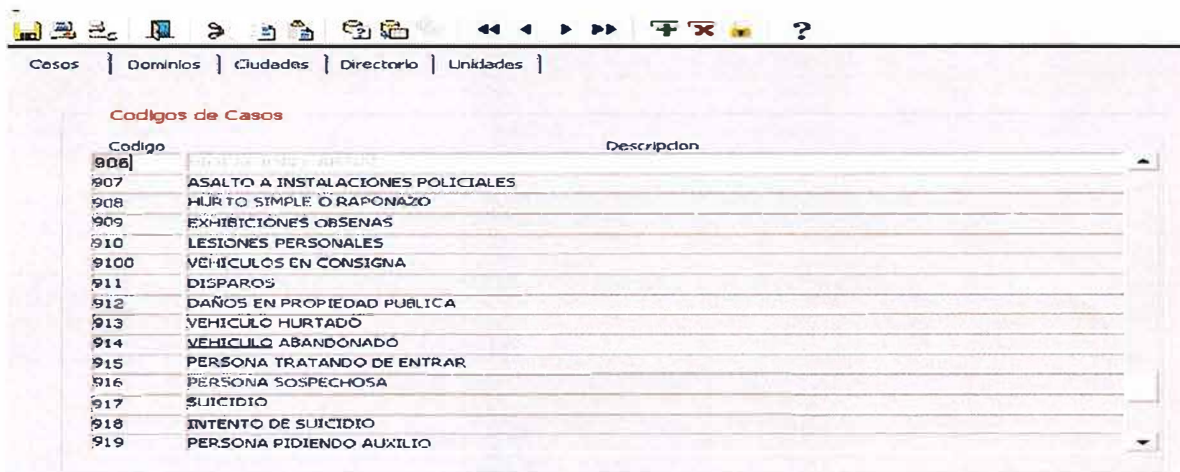 ?
Casos Dominios Ciudades Directorio Unidades
Codigos de Casos
Codigo Descripcion
906
907 ASALTO A INSTALACIONES POLICIALES
908 HURTO SIMPLE O RAPONAZO
909 EXHIBICIONES OBSENAS
910 LESIONES PERSONALES
9100 VEHICULOS EN CONSIGNA
911 DISPAROS
912 DAÑOS EN PROPIEDAD PUBLICA
913 VEHICULO HURTADO
914 VEHICULO ABANDONADO
915 PERSONA TRATANDO DE ENTRAR
916 PERSONA SOSPECHOSA
917 SUICIDIO
918 INTENTO DE SUICIDIO
919 PERSONA PIDIENDO AUXILIO